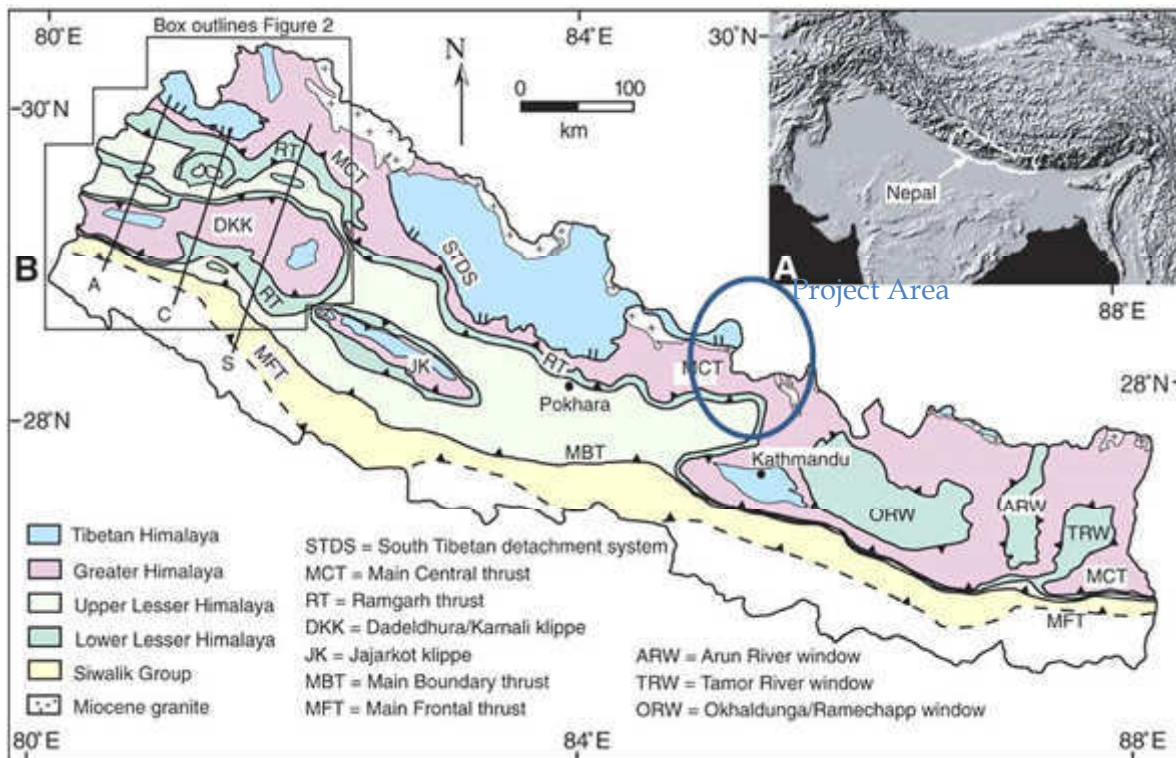 Box outlines Figure 2
80°E
84°E
30°N
N
0
100
km
30°N
RT
MCT
Nepal
DKK
STDS
B
A
Project Area
88°E
A
RT
C
S
MFT
JK
RT
MCT
Pokhara
28°N
28°N
MBT
Kathmandu
ORW
ARW
TRW
MCT
MFT
Tibetan Himalaya
Greater Himalaya
Upper Lesser Himalaya
Lower Lesser Himalaya
Siwalik Group
Miocene granite
STDS = South Tibetan detachment system
MCT = Main Central thrust
RT = Ramgarh thrust
DKK = Dadeldhura/Karnali klippe
JK = Jajarkot klippe
MBT = Main Boundary thrust
MFT = Main Frontal thrust
ARW = Arun River window
TRW = Tamor River window
ORW = Okhaldunga/Ramechapp window
80°E
84°E
88°E